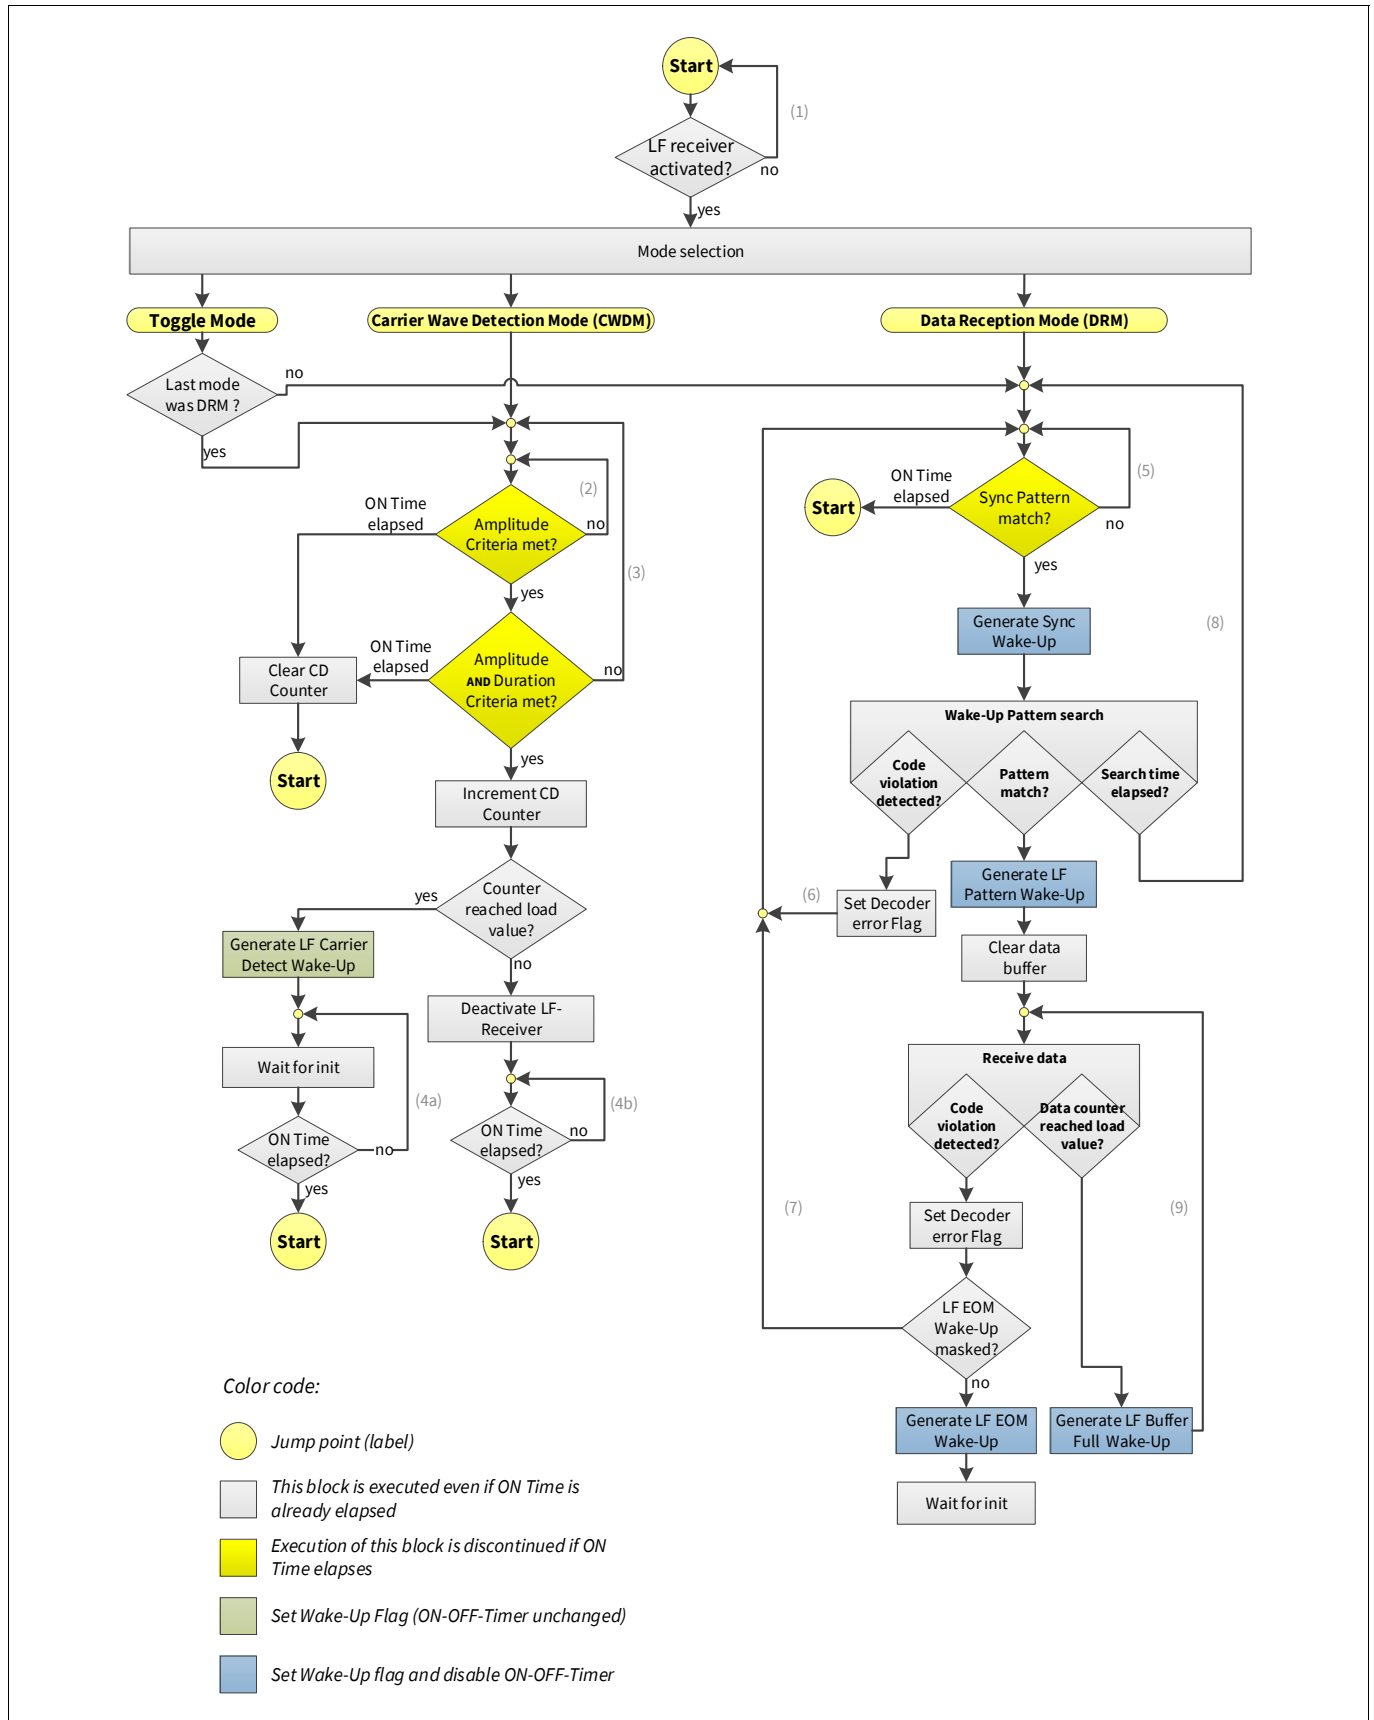 Start
(1)
LF receiver
activated?
no
yes
Mode selection
Toggle Mode
Carrier Wave Detection Mode (CWDM)
Data Reception Mode (DRM)
Last mode
was DRM ?
no
yes
(2)
ON Time
elapsed
Amplitude
Criteria met?
no
yes
(3)
ON Time
elapsed
Amplitude
AND Duration
Criteria met?
no
yes
Clear CD
Counter
Start
Increment CD
Counter
Counter
reached load
value?
yes
no
Generate LF Carrier
Detect Wake-Up
Wait for init
(4a)
ON Time
elapsed?
no
yes
Start
Deactivate LF-
Receiver
(4b)
ON Time
elapsed?
no
yes
Start
(5)
ON Time
elapsed
Start
Sync Pattern
match?
no
yes
Generate Sync
Wake-Up
(8)
Wake-Up Pattern search
Code
violation
detected?
Pattern
match?
Search time
elapsed?
(6)
Set Decoder
error Flag
Generate LF
Pattern Wake-Up
Clear data
buffer
Receive data
Code
violation
detected?
Data counter
reached load
value?
(7)
(9)
Set Decoder
error Flag
LF EOM
Wake-Up
masked?
no
Generate LF EOM
Wake-Up
Generate LF Buffer
Full Wake-Up
Wait for init
Color code:
Jump point (label)
This block is executed even if ON Time is
already elapsed
Execution of this block is discontinued if ON
Time elapses
Set Wake-Up Flag (ON-OFF-Timer unchanged)
Set Wake-Up flag and disable ON-OFF-Timer